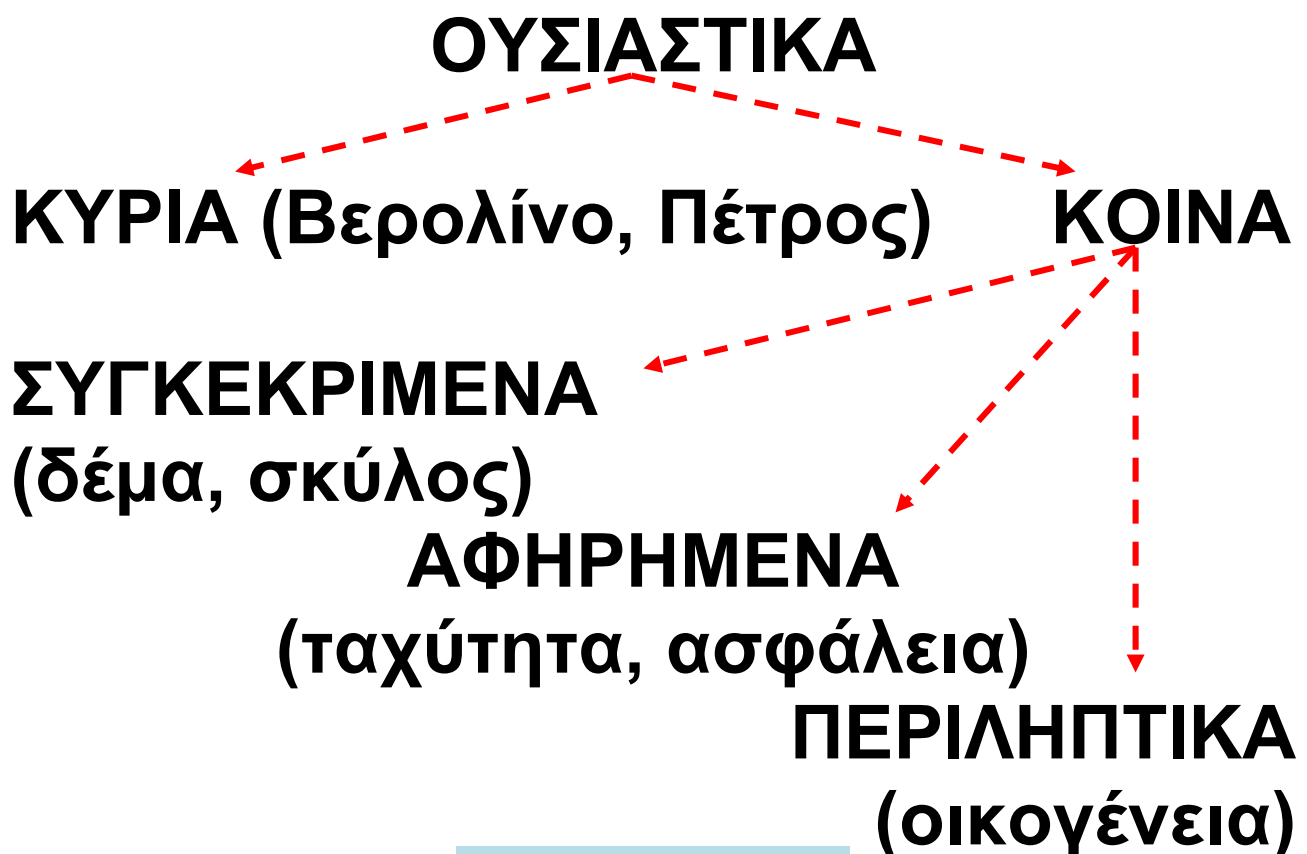 ΟΥΣΙΑΣΤΙΚΑ
ΚΥΡΙΑ (Βερολίνο, Πέτρος) ΚΟΙΝΑ
ΣΥΓΚΕΚΡΙΜΕΝΑ
(δέμα, σκύλος)
ΑΦΗΡΗΜΕΝΑ
(ταχύτητα, ασφάλεια)
ΠΕΡΙΛΗΠΤΙΚΑ
(οικογένεια)